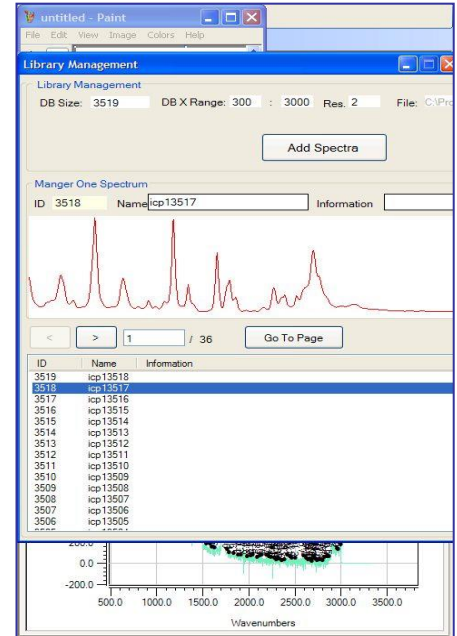 untitled - Paint
File Edit View Image Colors Help
Library Management
Library Management
DB Size: 3519 DB X Range: 300 : 3000 Res. 2 File: C:\Pro
Add Spectra
Manger One Spectrum
ID 3518 Name icp13517 Information
< > 1 / 36 Go To Page
ID Name Information
3519 icp13518
3518 icp13517
3517 icp13516
3516 icp13515
3515 icp13514
3514 icp13513
3513 icp13512
3512 icp13511
3511 icp13510
3510 icp13509
3509 icp13508
3508 icp13507
3507 icp13506
3506 icp13505
200.0
0.0
-200.0
500.0 1000.0 1500.0 2000.0 2500.0 3000.0 3500.0
Wavenumbers